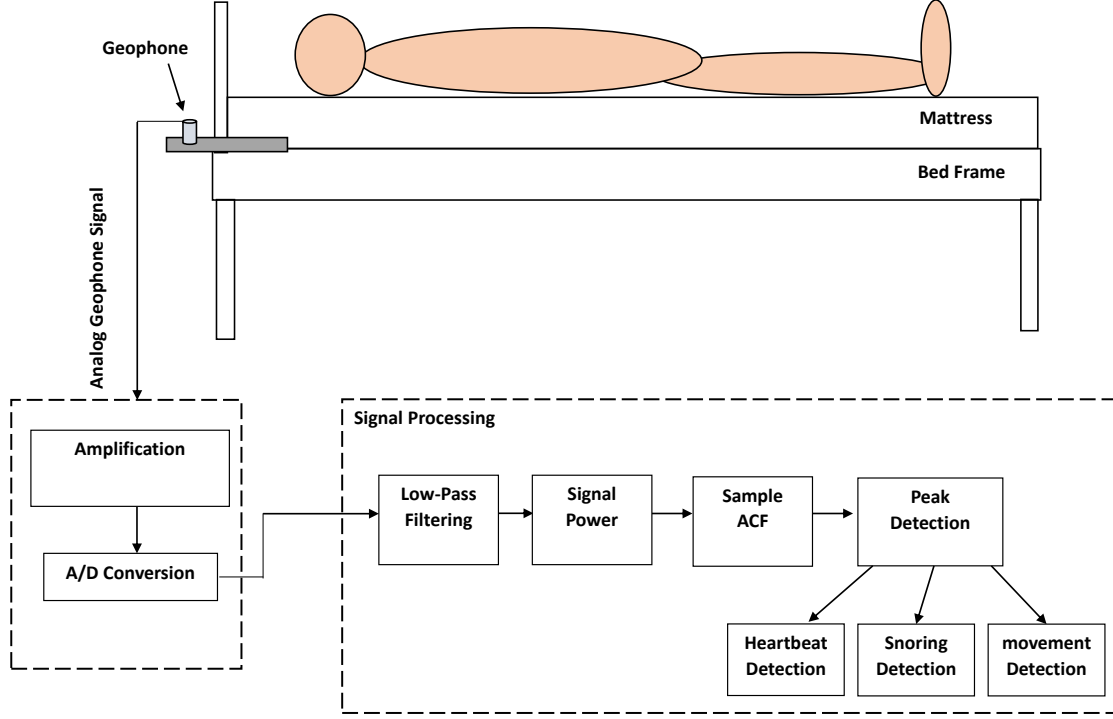 Geophone
Mattress
Bed Frame
Analog Geophone Signal
Amplification
A/D Conversion
Signal Processing
Low-Pass
Filtering
Signal
Power
Sample
ACF
Peak
Detection
Heartbeat
Detection
Snoring
Detection
movement
Detection